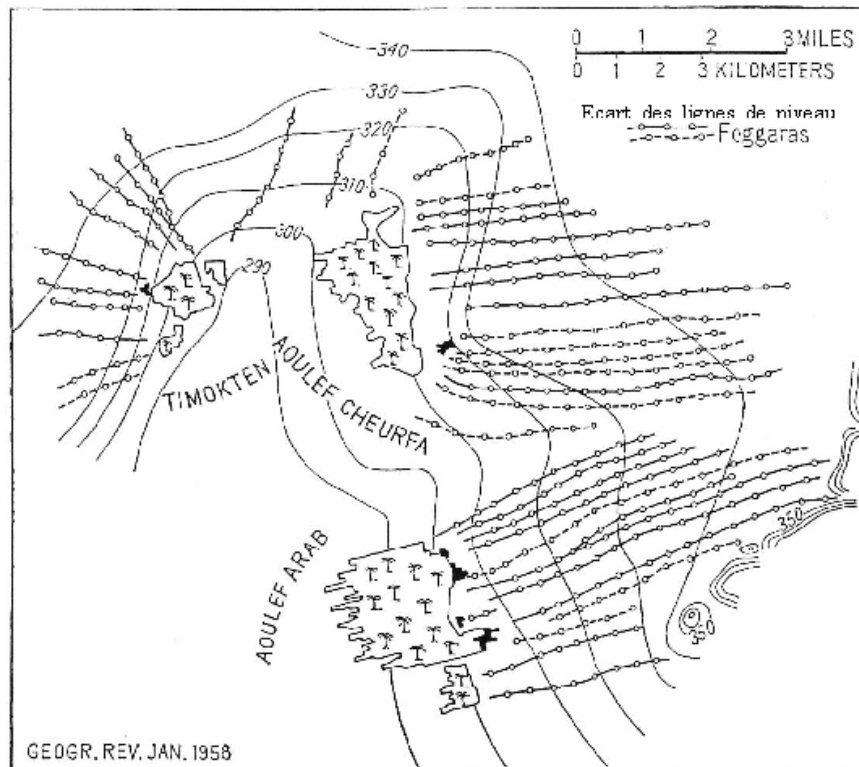 340
330
320
310
300
290
0 1 2 3 MILES
0 1 2 3 KILOMETERS
Ecart des lignes de niveau
Foggaras
TIMOKTEN
AOULEF CHEURFA
AOULEF ARAB
350
350
GEOGR. REV. JAN. 1958